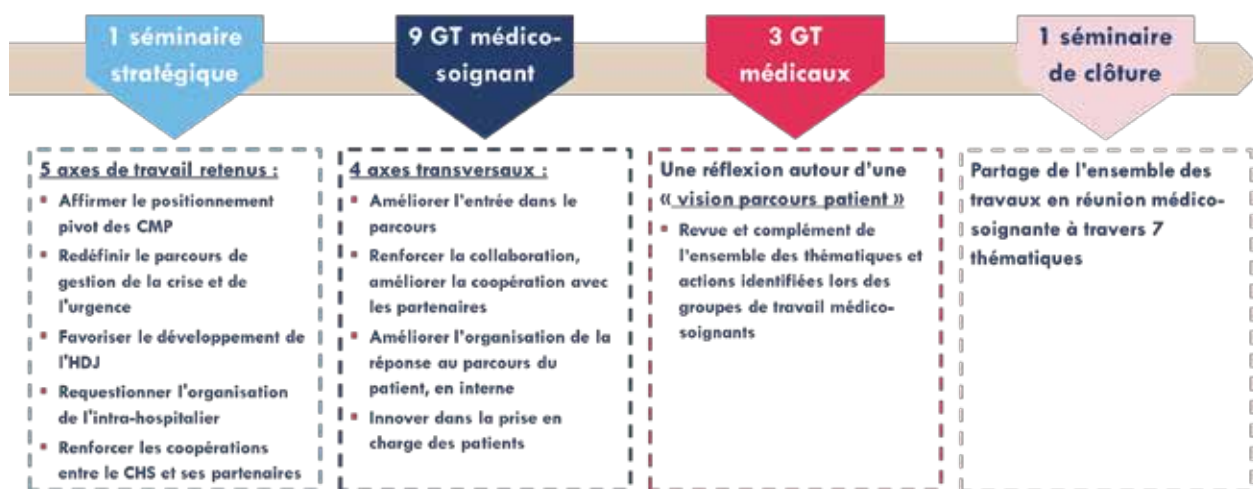 1 séminaire
stratégique
9 GT médico-
soignant
3 GT
médicaux
1 séminaire
de clôture
5 axes de travail retenus :
▪ Affirmer le positionnement
pivot des CMP
▪ Redéfinir le parcours de
gestion de la crise et de
l'urgence
▪ Favoriser le développement de
l'HDJ
▪ Requestionner l'organisation
de l'intra-hospitalier
▪ Renforcer les coopérations
entre le CHS et ses partenaires
4 axes transversaux :
▪ Améliorer l'entrée dans le
parcours
▪ Renforcer la collaboration,
améliorer la coopération avec
les partenaires
▪ Améliorer l'organisation de la
réponse au parcours du
patient, en interne
▪ Innover dans la prise en
charge des patients
Une réflexion autour d'une
« vision parcours patient »
▪ Revue et complément de
l'ensemble des thématiques et
actions identifiées lors des
groupes de travail médico-
soignants
Partage de l'ensemble des
travaux en réunion médico-
soignante à travers 7
thématiques